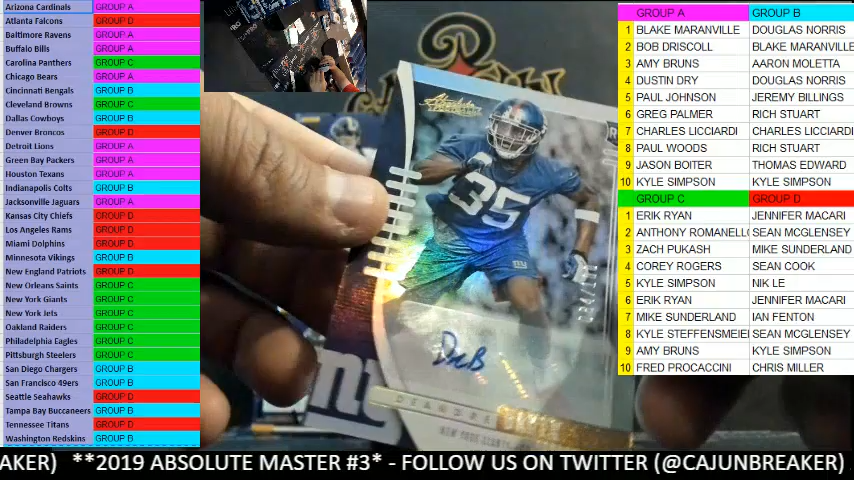 Arizona Cardinals GROUP A
Atlanta Falcons GROUP D
Baltimore Ravens GROUP A
Buffalo Bills GROUP A
Carolina Panthers GROUP C
Chicago Bears GROUP A
Cincinnati Bengals GROUP B
Cleveland Browns GROUP C
Dallas Cowboys GROUP B
Denver Broncos GROUP D
Detroit Lions GROUP A
Green Bay Packers GROUP A
Houston Texans GROUP A
Indianapolis Colts GROUP B
Jacksonville Jaguars GROUP A
Kansas City Chiefs GROUP D
Los Angeles Rams GROUP D
Miami Dolphins GROUP D
Minnesota Vikings GROUP B
New England Patriots GROUP D
New Orleans Saints GROUP C
New York Giants GROUP C
New York Jets GROUP C
Oakland Raiders GROUP C
Philadelphia Eagles GROUP C
Pittsburgh Steelers GROUP C
San Diego Chargers GROUP B
San Francisco 49ers GROUP B
Seattle Seahawks GROUP D
Tampa Bay Buccaneers GROUP B
Tennessee Titans GROUP D
Washington Redskins GROUP B
Absolute
35
ny
DEANDRE
NEW YORK GIANTS
GROUP A GROUP B
1 BLAKE MARANVILLE DOUGLAS NORRIS
2 BOB DRISCOLL BLAKE MARANVILLE
3 AMY BRUNS AARON MOLETTA
4 DUSTIN DRY DOUGLAS NORRIS
5 PAUL JOHNSON JEREMY BILLINGS
6 GREG PALMER RICH STUART
7 CHARLES LICCIARDI CHARLES LICCIARDI
8 PAUL WOODS RICH STUART
9 JASON BOITER THOMAS EDWARD
10 KYLE SIMPSON KYLE SIMPSON
GROUP C GROUP D
1 ERIK RYAN JENNIFER MACARI
2 ANTHONY ROMANELLO SEAN MCGLENSEY
3 ZACH PUKASH MIKE SUNDERLAND
4 COREY ROGERS SEAN COOK
5 KYLE SIMPSON NIK LE
6 ERIK RYAN JENNIFER MACARI
7 MIKE SUNDERLAND IAN FENTON
8 KYLE STEFFENSMEIE SEAN MCGLENSEY
9 AMY BRUNS KYLE SIMPSON
10 FRED PROCACCINI CHRIS MILLER
AKER) **2019 ABSOLUTE MASTER #3* - FOLLOW US ON TWITTER (@CAJUNBREAKER)